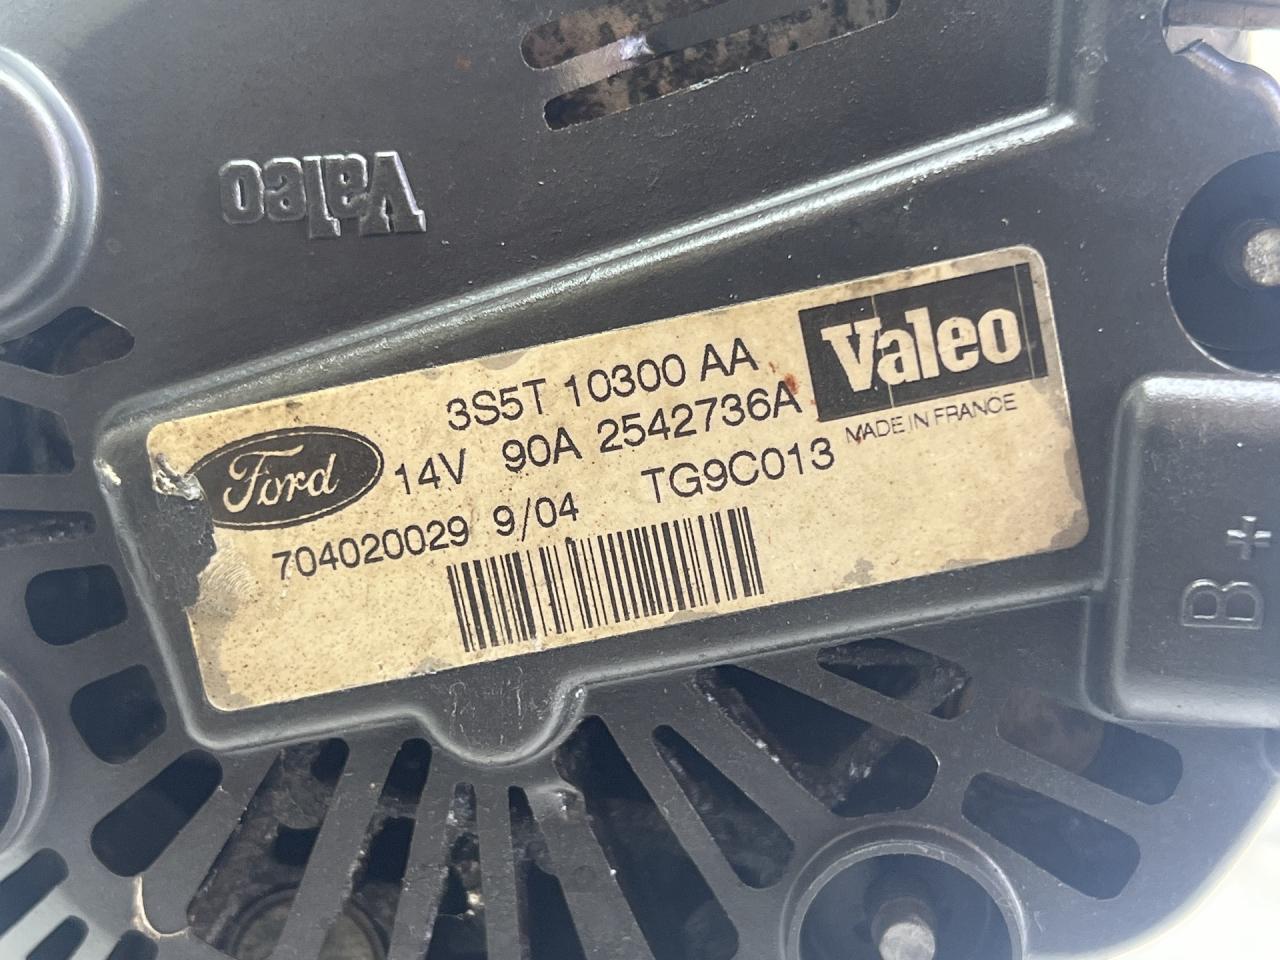 Valeo
3S5T 10300 AA
Valeo
Ford
14V 90A 2542736A
MADE IN FRANCE
704020029 9/04 TG9C013
B+